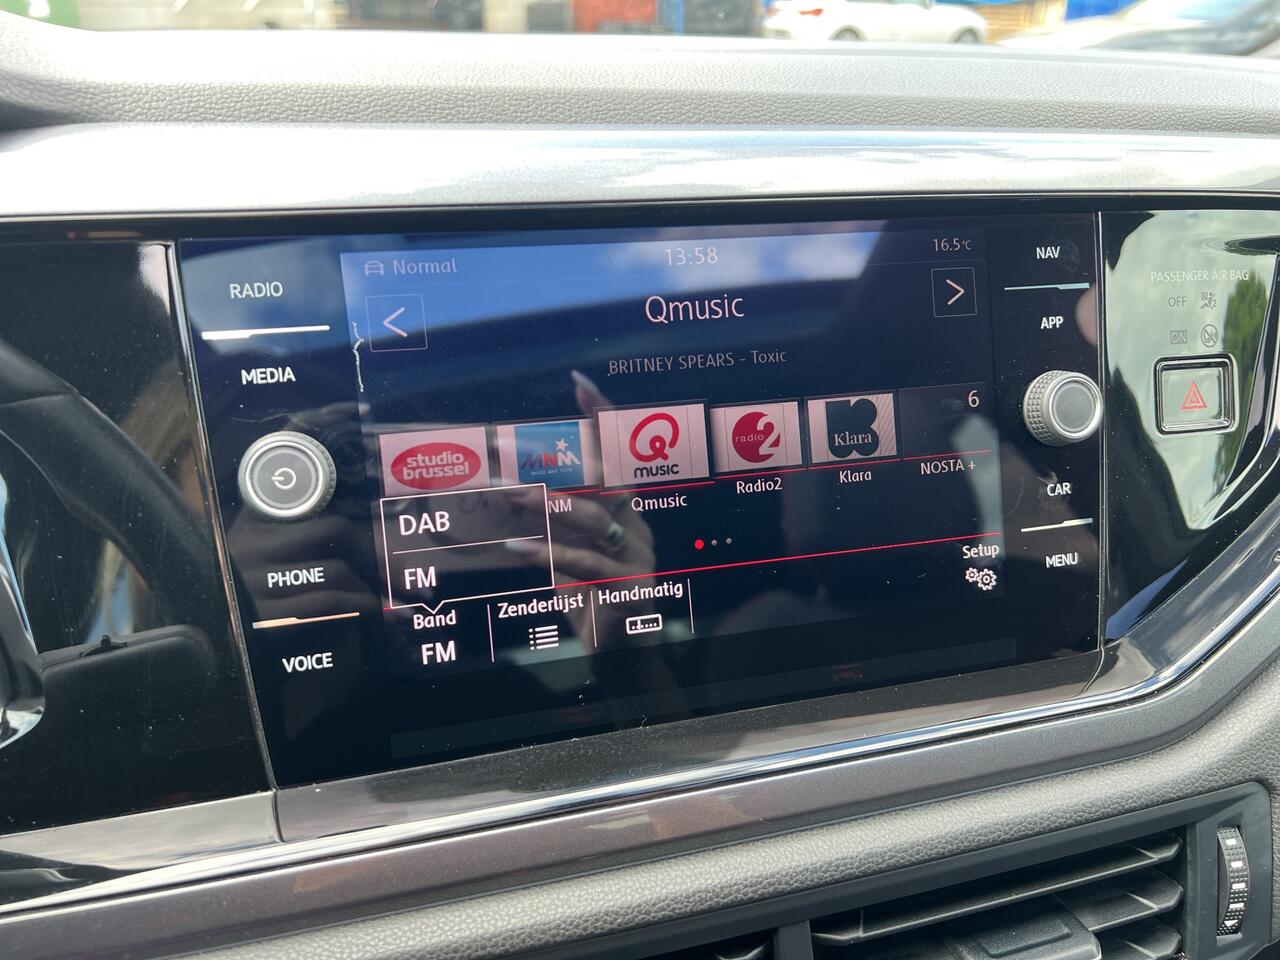 Normal
13:58
16.5°C
Qmusic
BRITNEY SPEARS - Toxic
studio brussel
MNM
Q MUSIC
radio2
Klara
6
NM
Qmusic
Radio2
Klara
NOSTA +
DAB
FM
Band
FM
Zenderlijst
Handmatig
Setup
RADIO
MEDIA
PHONE
VOICE
NAV
APP
CAR
MENU
PASSENGER AIR BAG
OFF
ON